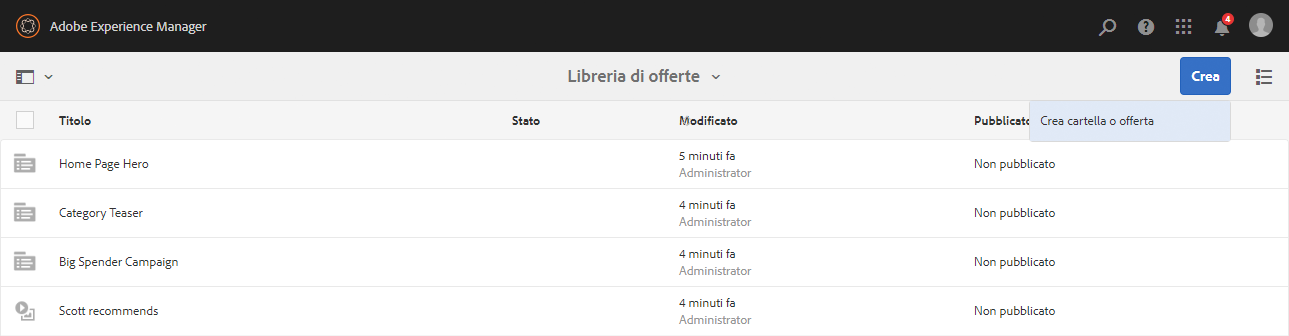 Adobe Experience Manager
4
Libreria di offerte
Crea
Titolo
Stato
Modificato
Pubblicato
Crea cartella o offerta
Home Page Hero
5 minuti fa
Administrator
Non pubblicato
Category Teaser
4 minuti fa
Administrator
Non pubblicato
Big Spender Campaign
4 minuti fa
Administrator
Non pubblicato
Scott recommends
4 minuti fa
Administrator
Non pubblicato